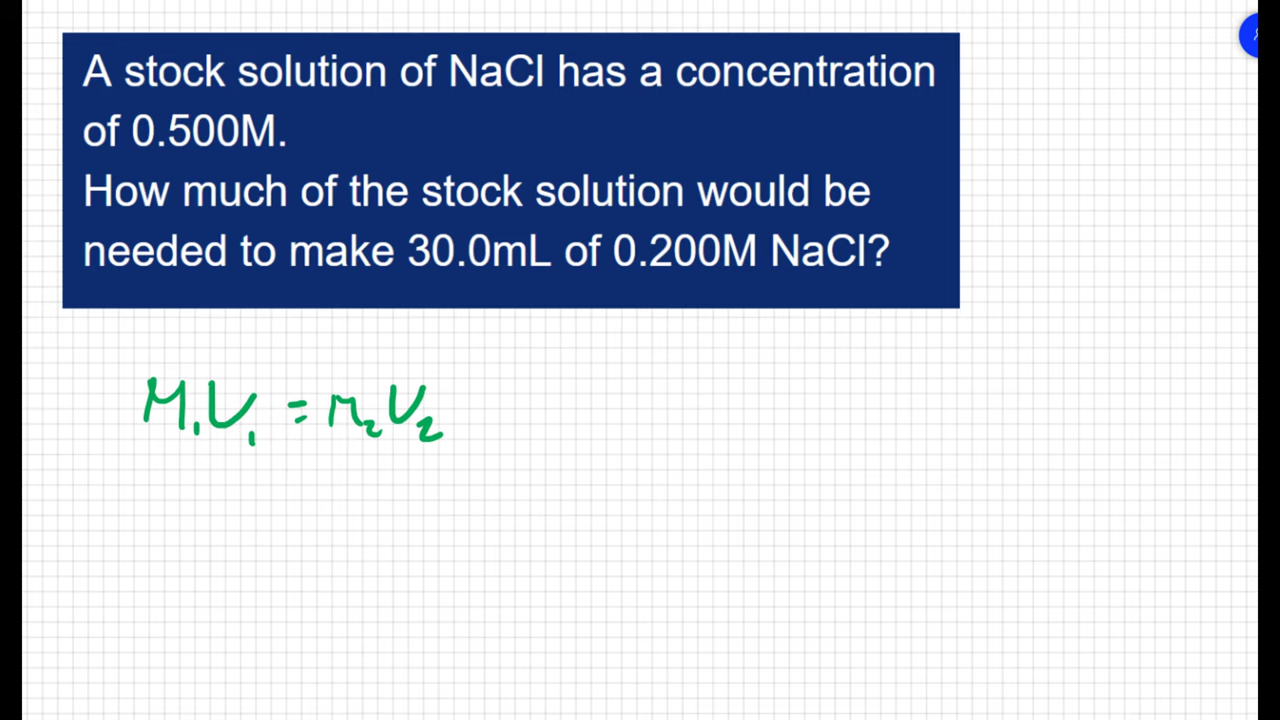 A stock solution of NaCl has a concentration
of 0.500M.
How much of the stock solution would be
needed to make 30.0mL of 0.200M NaCl?
M₁V₁ = M₂V₂